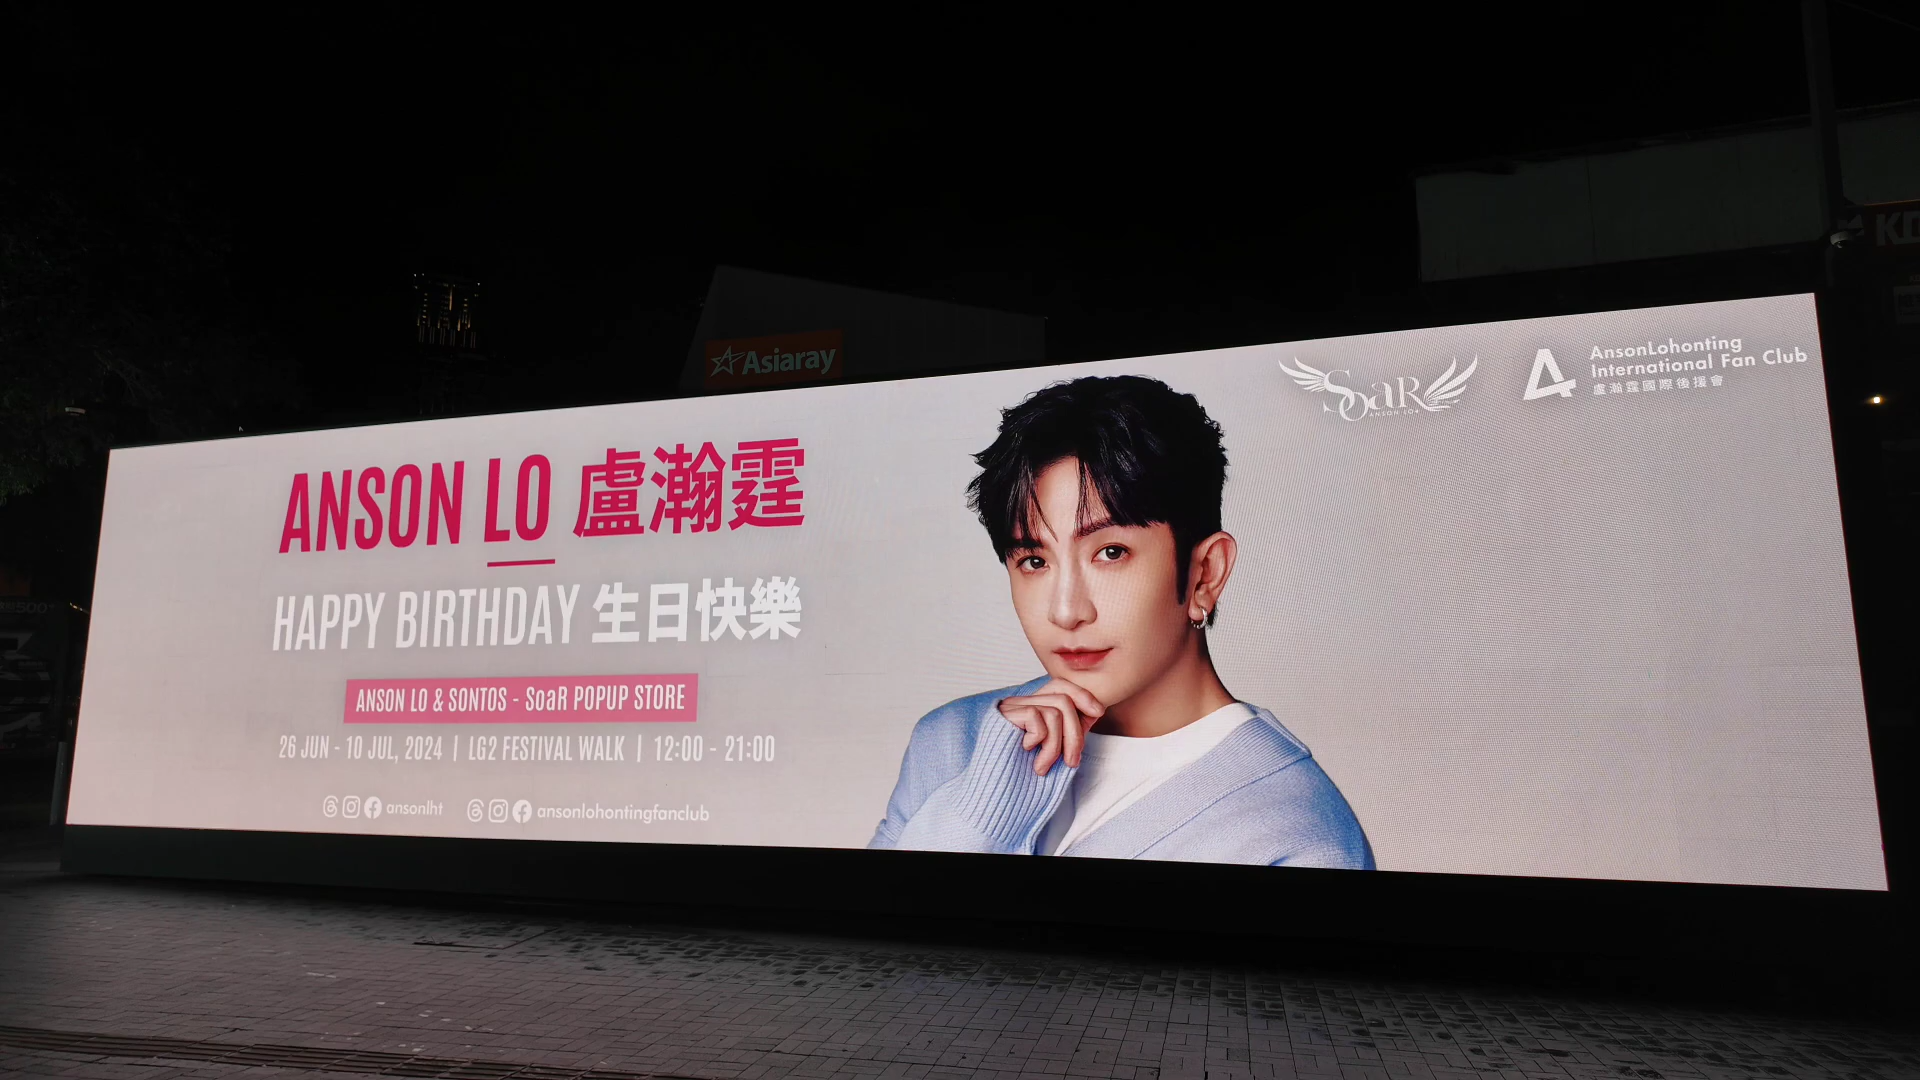 Asiaray
SoaR
ANSON LO
AnsonLohonting
International Fan Club
盧瀚霆國際後援會
ANSON LO 盧瀚霆
HAPPY BIRTHDAY 生日快樂
ANSON LO & SONTOS - SoaR POPUP STORE
26 JUN - 10 JUL, 2024 | LG2 FESTIVAL WALK | 12:00 - 21:00
ansonlht ansonlohontingfanclub